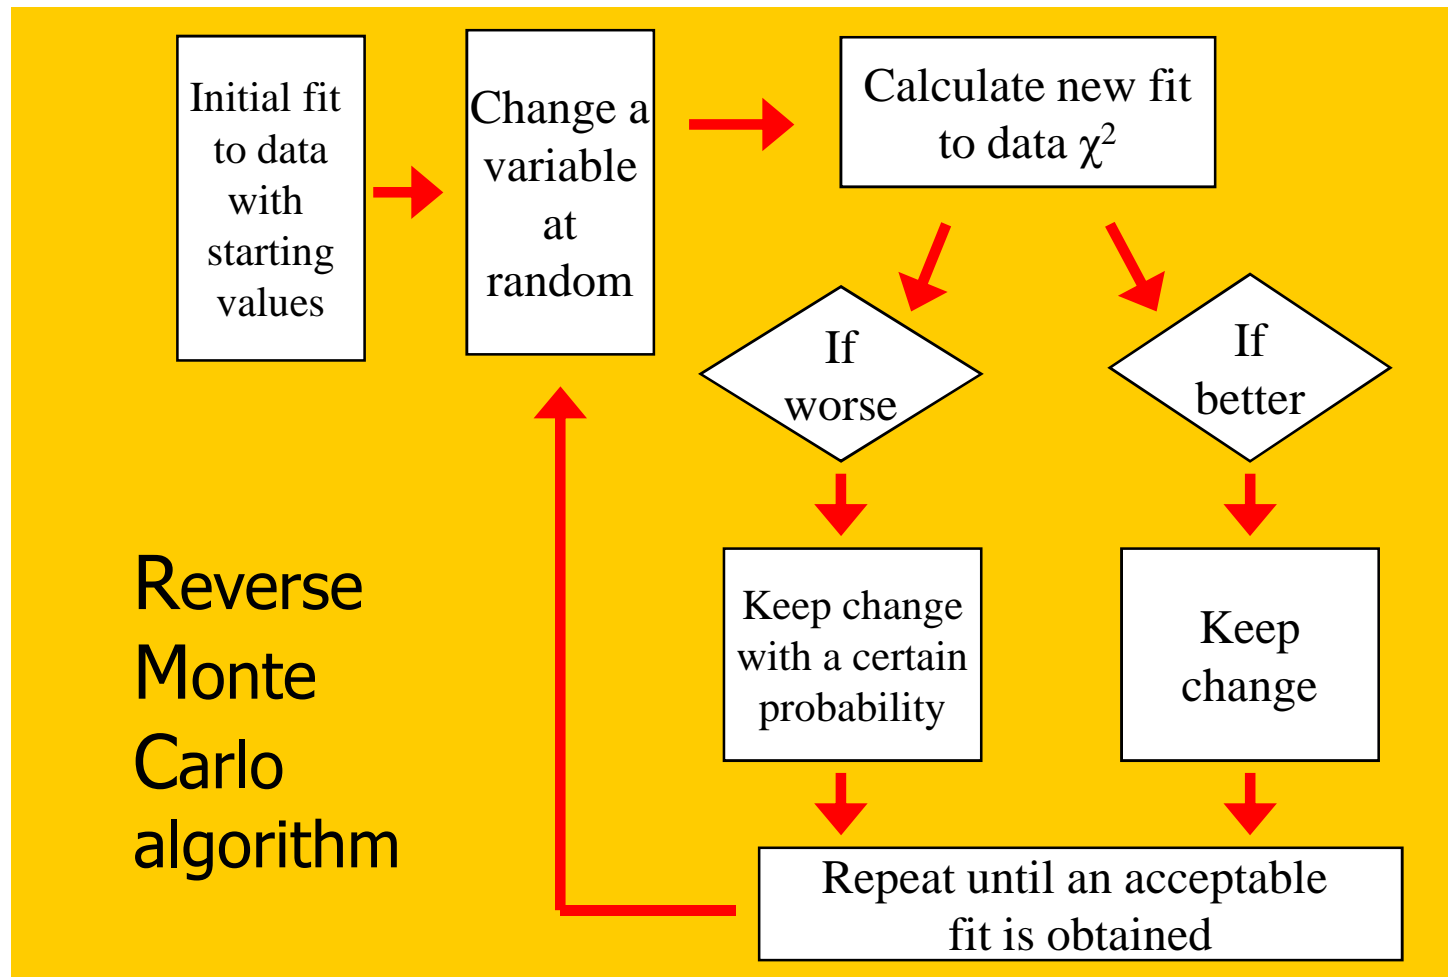 Initial fit
to data
with
starting
values
Change a
variable
at
random
Calculate new fit
to data χ²
If
worse
If
better
Keep change
with a certain
probability
Keep
change
Repeat until an acceptable
fit is obtained
Reverse
Monte
Carlo
algorithm